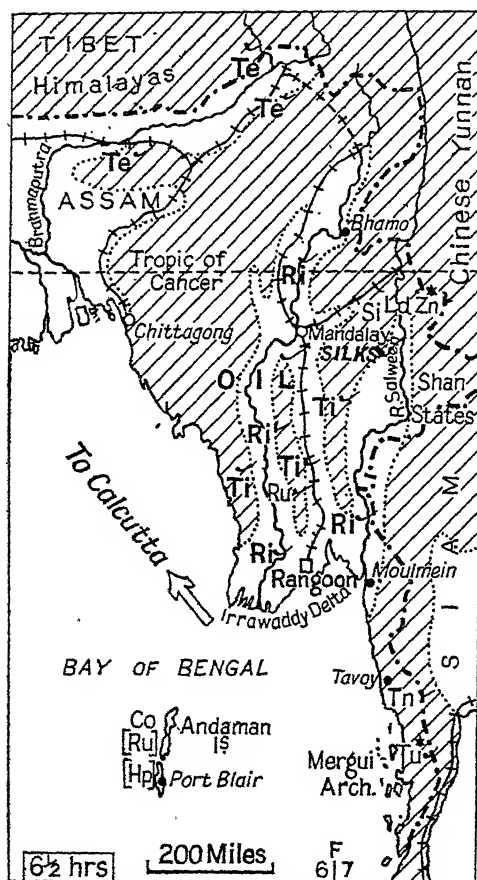 TIBET
Himalayas
Te
Te
Te
Brahmaputra
ASSAM
Chinese Yunnan
Bhamo
Tropic of
Cancer
Ri
Si
Ld Zn*
Chittagong
Mandalay
SILKS
R. Salween
Shan
States
O I L
Ri
Ti
Ti
Ti
Ru
Ri
Ri
To Calcutta
Rangoon
Moulmein
Irrawaddy Delta
SIAM
BAY OF BENGAL
Tavoy
Tn
Co
[Ru]
Andaman
Is
[Hp]
Port Blair
Mergui
Arch.
Tu*
6½ hrs
200 Miles
F
6|7